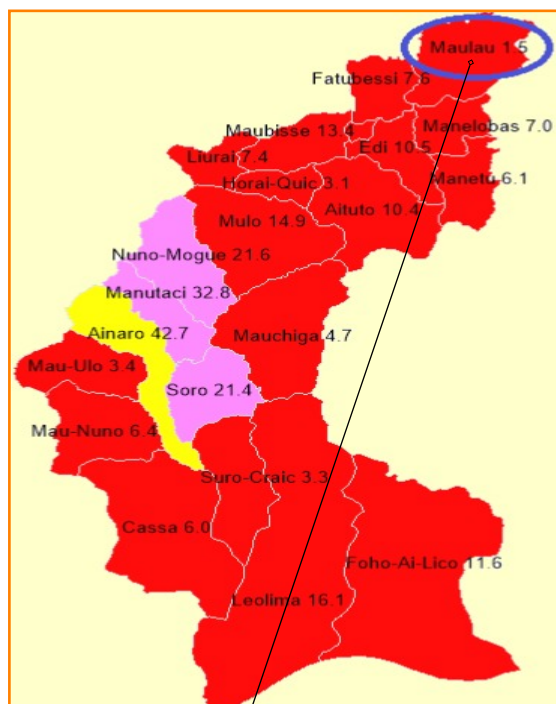 Maulau 1.5
Fatubessi 7.6
Maubisse 13.4
Manelobas 7.0
Edi 10.5
Liurai 7.4
Horai-Quic 3.1
Manetú 6.1
Mulo 14.9
Aituto 10.4
Nuno-Mogue 21.6
Manutaci 32.8
Ainaro 42.7
Mauchiga 4.7
Mau-Ulo 3.4
Soro 21.4
Mau-Nuno 6.4
Suro-Craic 3.3
Cassa 6.0
Foho-Ai-Lico 11.6
Leolima 16.1